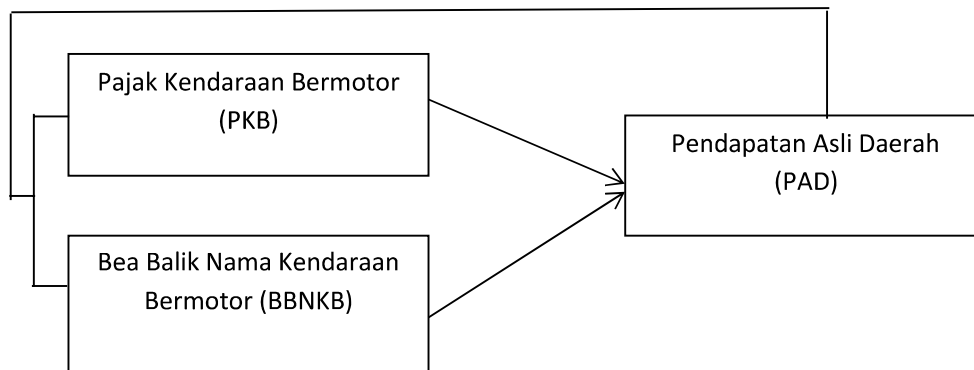 Pajak Kendaraan Bermotor
(PKB)
Pendapatan Asli Daerah
(PAD)
Bea Balik Nama Kendaraan
Bermotor (BBNKB)